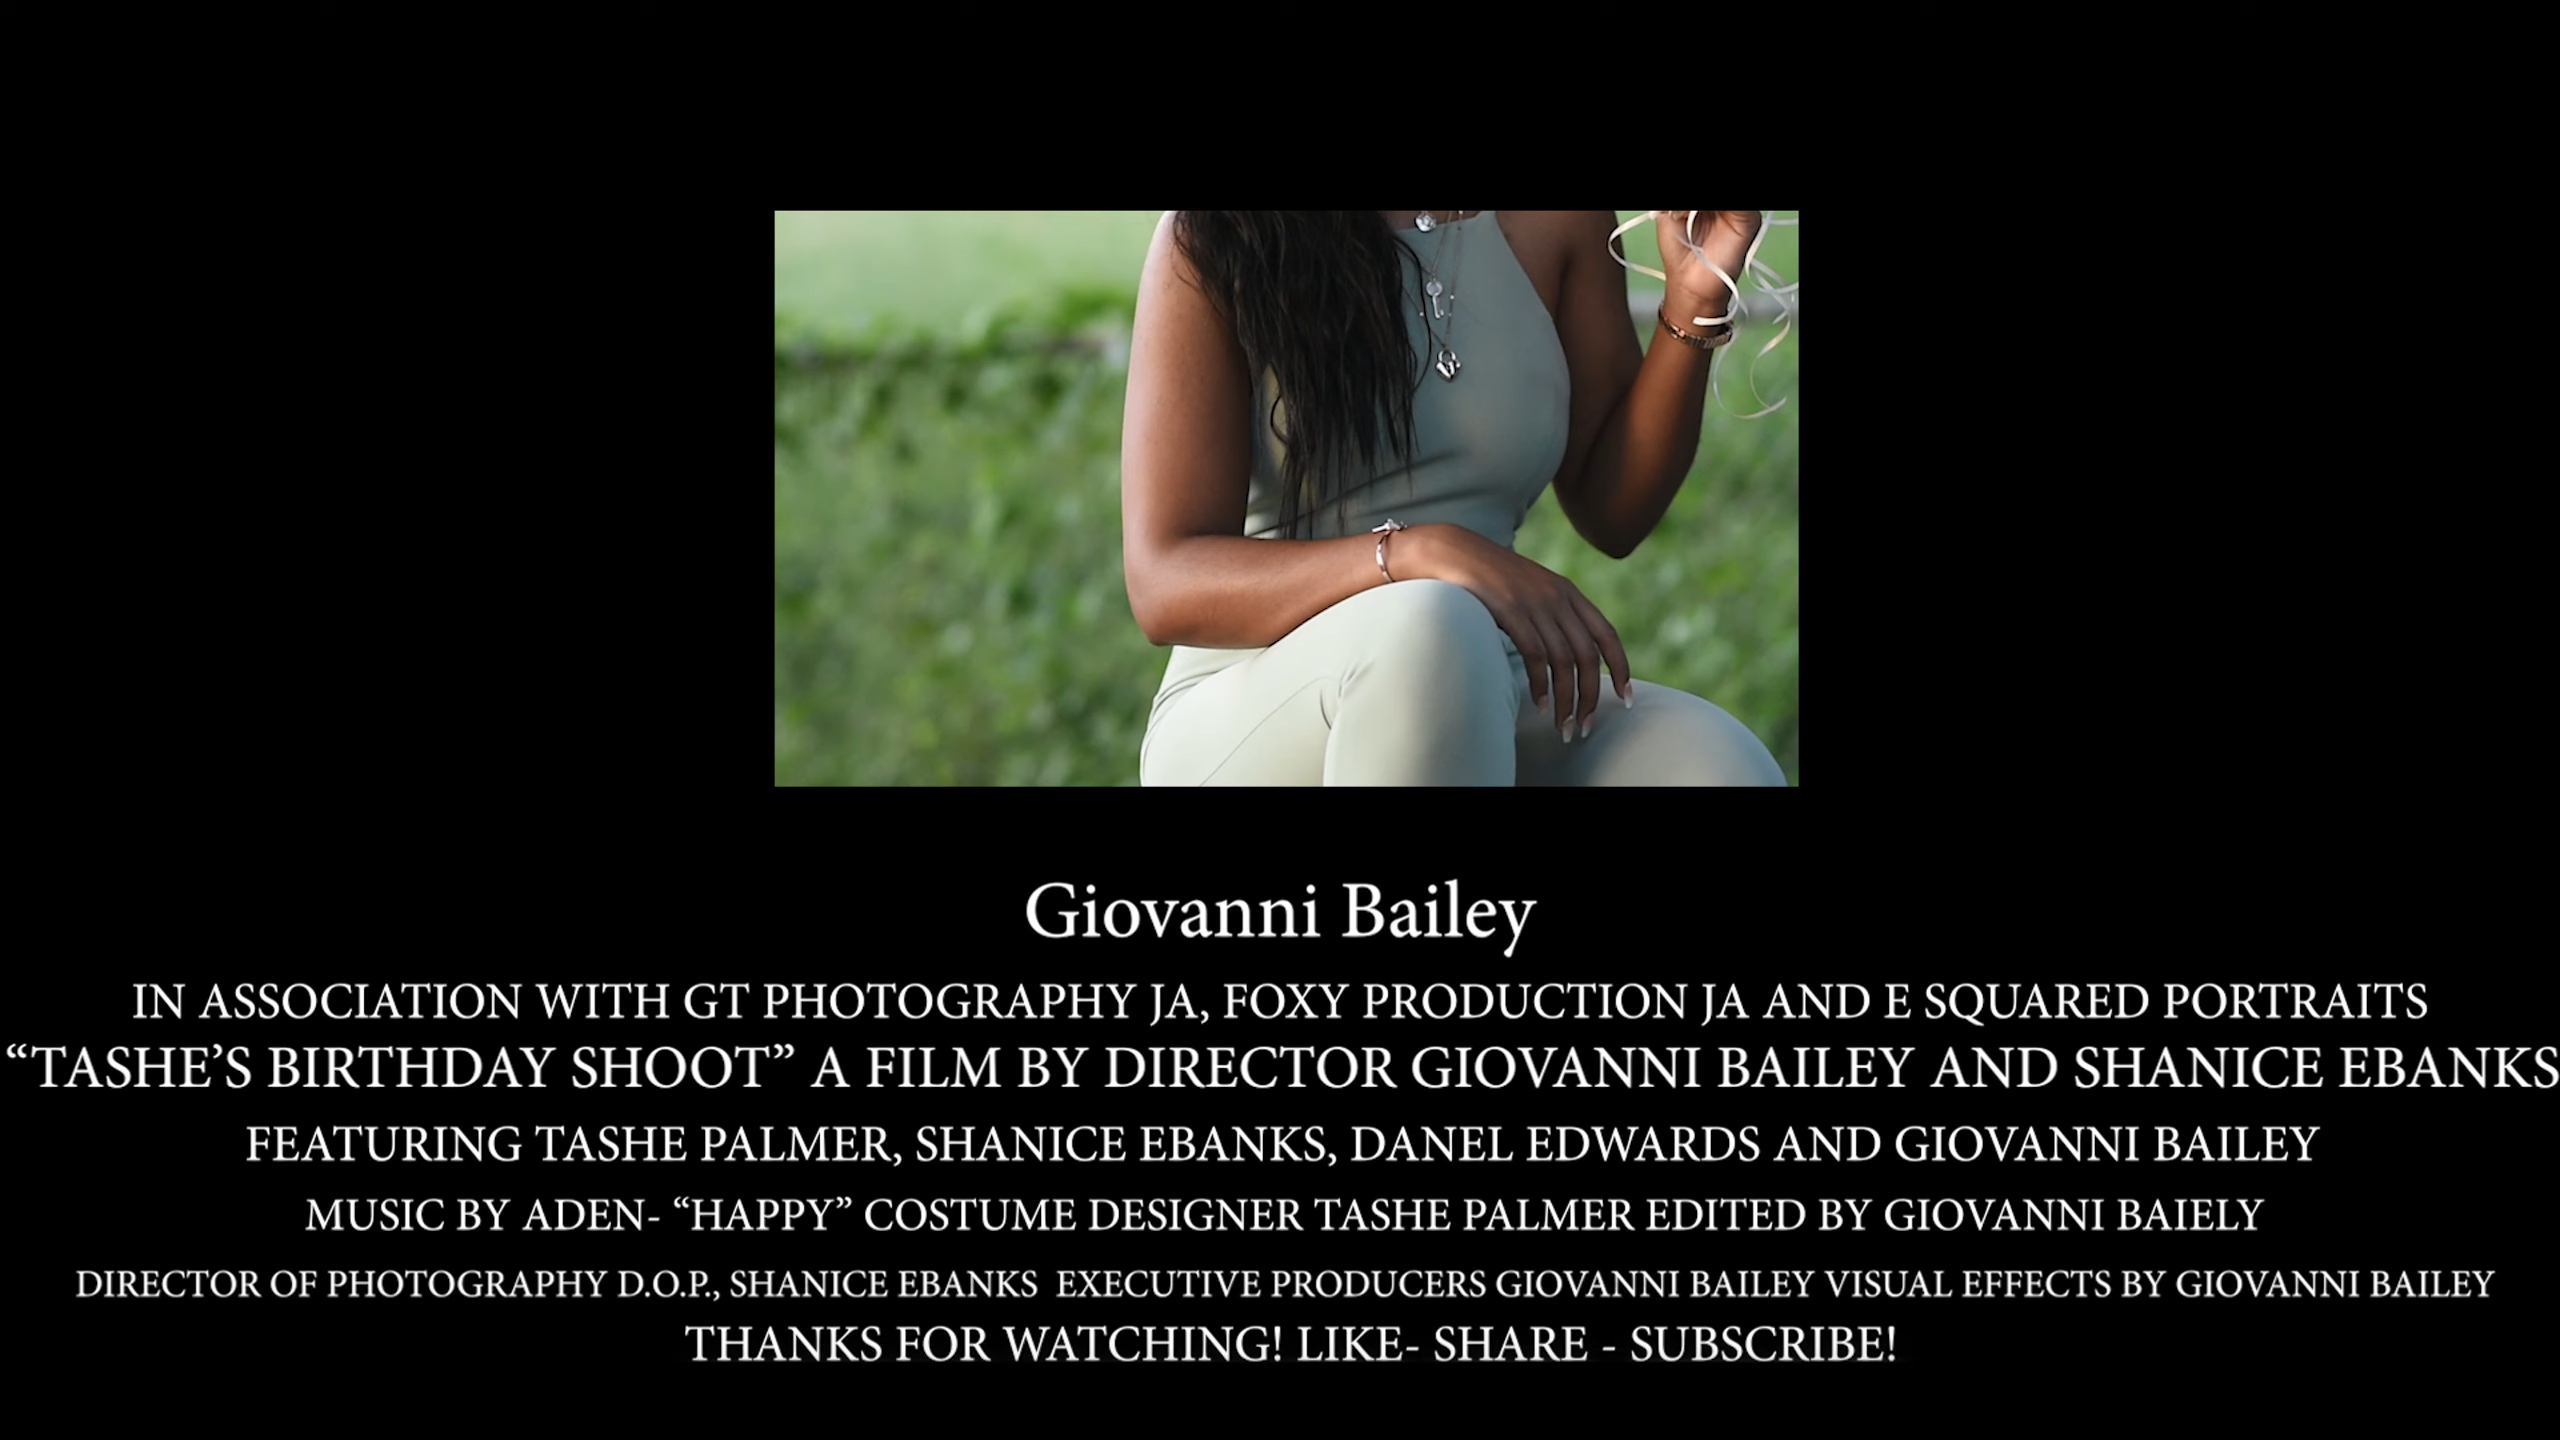 Giovanni Bailey
IN ASSOCIATION WITH GT PHOTOGRAPHY JA, FOXY PRODUCTION JA AND E SQUARED PORTRAITS
“TASHE’S BIRTHDAY SHOOT” A FILM BY DIRECTOR GIOVANNI BAILEY AND SHANICE EBANKS
FEATURING TASHE PALMER, SHANICE EBANKS, DANEL EDWARDS AND GIOVANNI BAILEY
MUSIC BY ADEN- “HAPPY” COSTUME DESIGNER TASHE PALMER EDITED BY GIOVANNI BAIELY
DIRECTOR OF PHOTOGRAPHY D.O.P., SHANICE EBANKS  EXECUTIVE PRODUCERS GIOVANNI BAILEY VISUAL EFFECTS BY GIOVANNI BAILEY
THANKS FOR WATCHING! LIKE- SHARE - SUBSCRIBE!